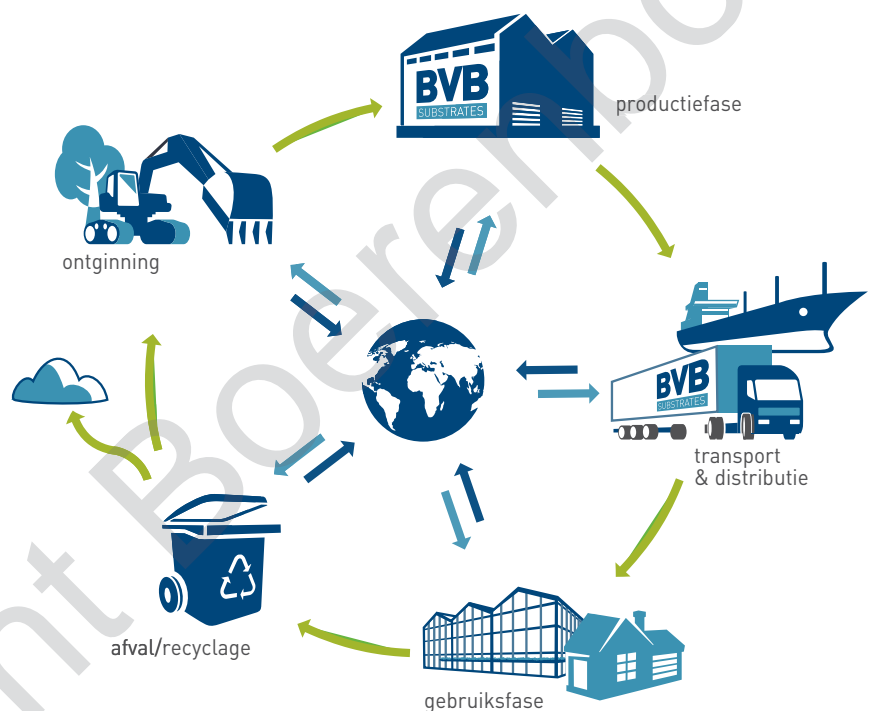 BVB
SUBSTRATES
productiefase
ontginning
BVB
SUBSTRATES
transport
& distributie
afval/recyclage
gebruiksfase